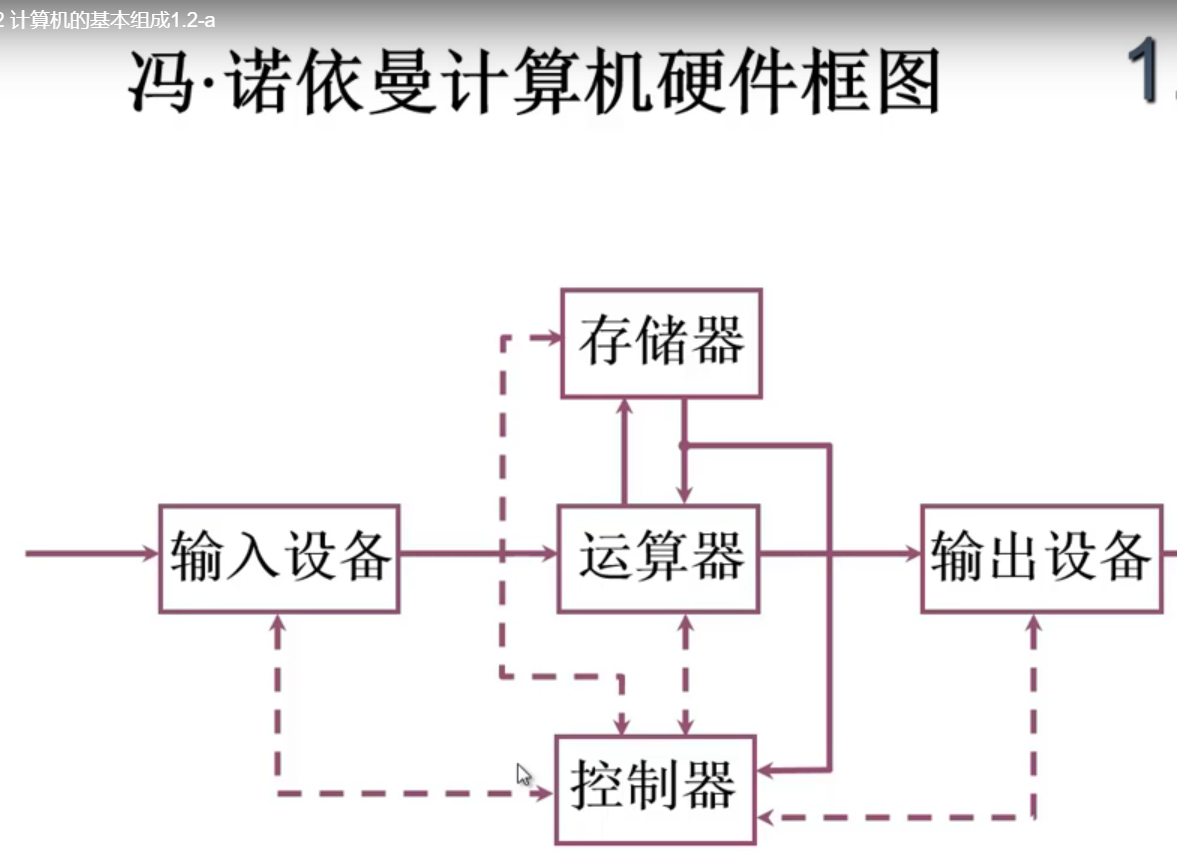 2 计算机的基本组成1.2-a
冯·诺依曼计算机硬件框图
1
存储器
输入设备
运算器
输出设备
控制器